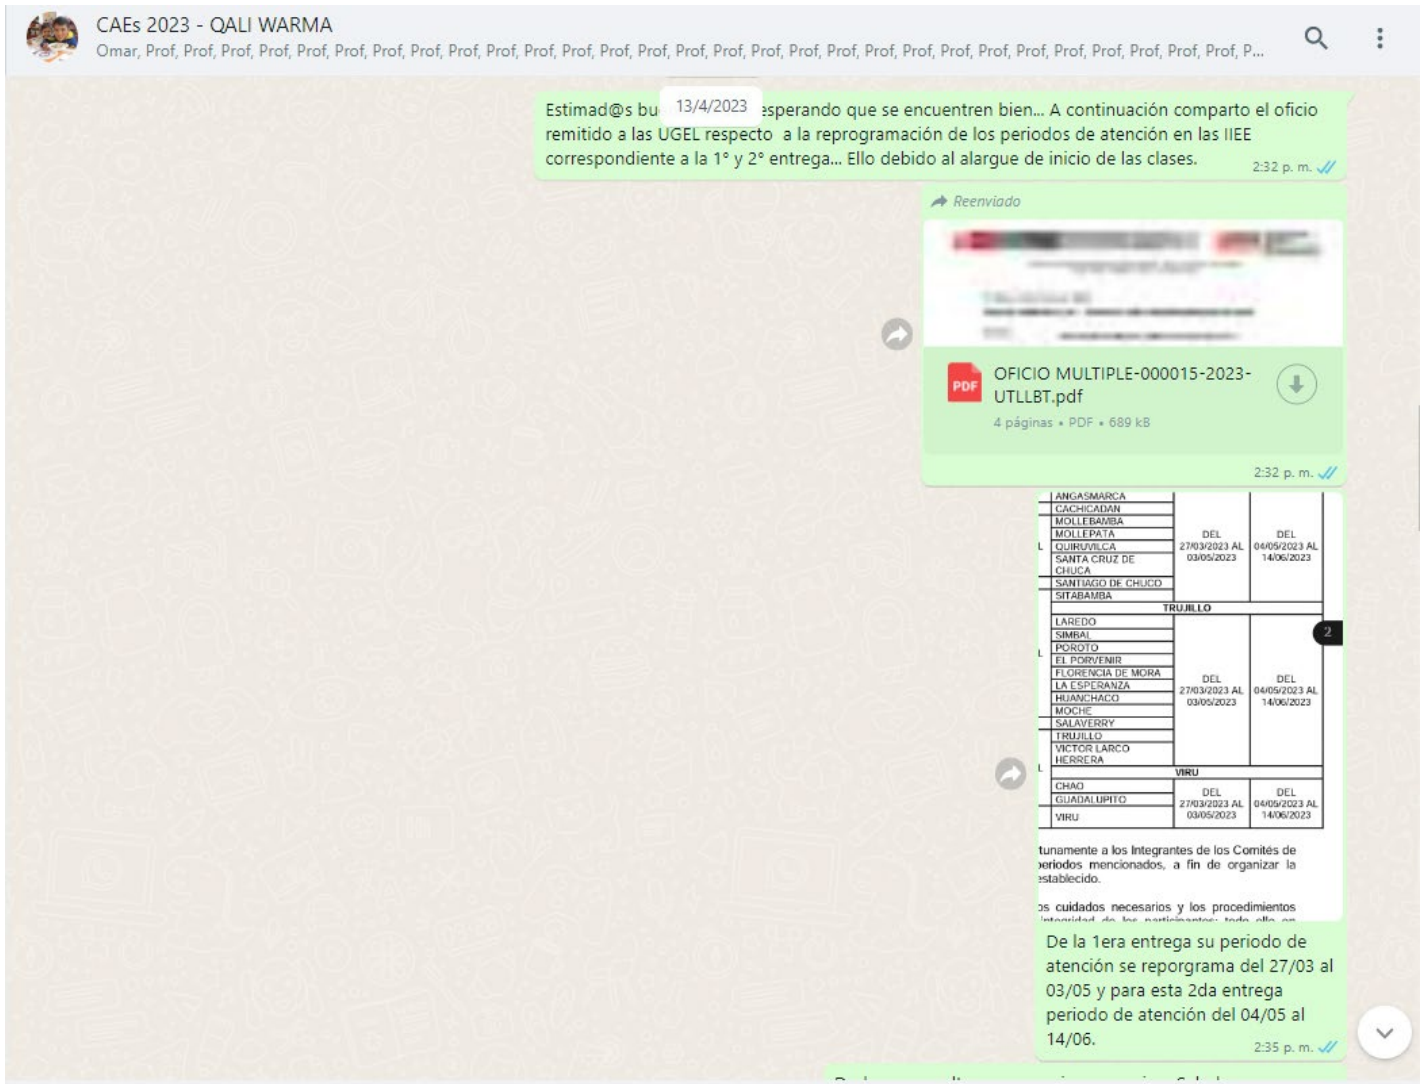 CAEs 2023 - QALI WARMA
Omar, Prof, Prof, Prof, Prof, Prof, Prof, Prof, Prof, Prof, Prof, Prof, Prof, Prof, Prof, Prof, Prof, Prof, Prof, Prof, Prof, Prof, Prof, Prof, Prof, Prof, Prof, Prof, Prof, Prof, P...
13/4/2023
Estimad@s bu esperando que se encuentren bien... A continuación comparto el oficio
remitido a las UGEL respecto a la reprogramación de los periodos de atención en las IIEE
correspondiente a la 1° y 2° entrega... Ello debido al alargue de inicio de las clases.
2:32 p. m.
Reenviado
PDF
OFICIO MULTIPLE-000015-2023-
UTLLBT.pdf
4 páginas • PDF • 689 kB
2:32 p. m.
ANGASMARCA
CACHICADAN
MOLLEBAMBA
MOLLEPATA
L QUIRUVILCA
SANTA CRUZ DE
CHUCA
SANTIAGO DE CHUCO
SITABAMBA
DEL
27/03/2023 AL
03/05/2023
DEL
04/05/2023 AL
14/06/2023
TRUJILLO
2
LAREDO
SIMBAL
L POROTO
EL PORVENIR
FLORENCIA DE MORA
LA ESPERANZA
HUANCHACO
MOCHE
SALAVERRY
TRUJILLO
VICTOR LARCO
L HERRERA
DEL
27/03/2023 AL
03/05/2023
DEL
04/05/2023 AL
14/06/2023
VIRU
CHAO
GUADALUPITO
VIRU
DEL
27/03/2023 AL
03/05/2023
DEL
04/05/2023 AL
14/06/2023
tunamente a los Integrantes de los Comités de
periodos mencionados, a fin de organizar la
establecido.
os cuidados necesarios y los procedimientos
De la 1era entrega su periodo de
atención se reporgrama del 27/03 al
03/05 y para esta 2da entrega
periodo de atención del 04/05 al
14/06.
2:35 p. m.